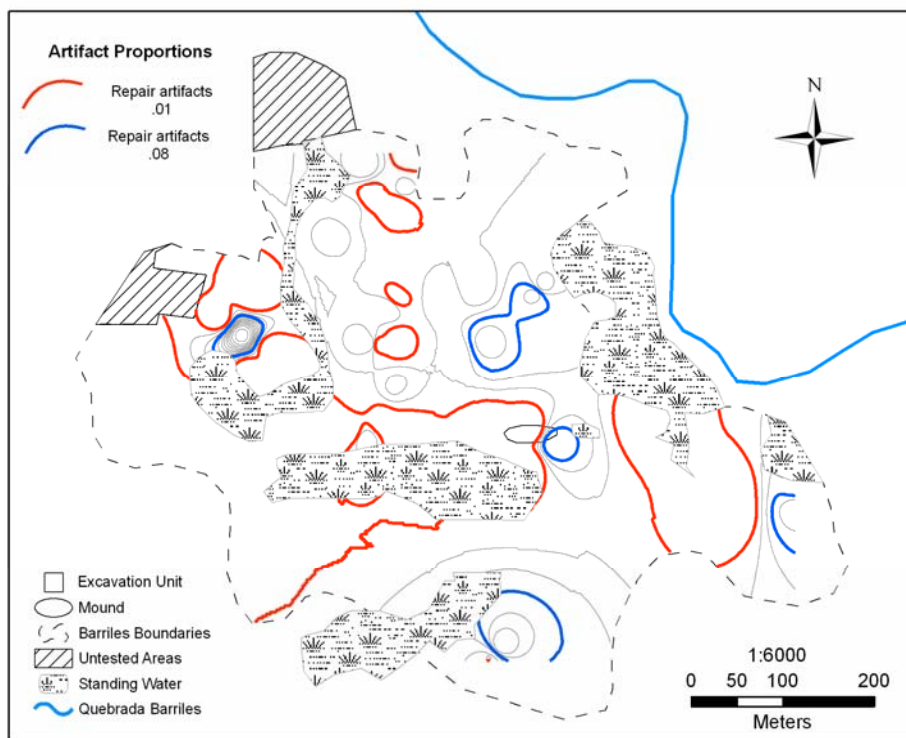 Artifact Proportions
Repair artifacts
.01
Repair artifacts
.08
N
Excavation Unit
Mound
Barriles Boundaries
Untested Areas
Standing Water
Quebrada Barriles
1:6000
0 50 100 200
Meters